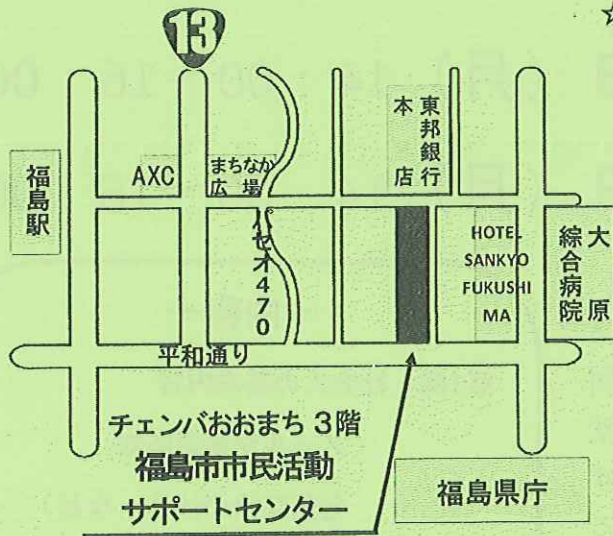 ☆
13
東邦銀行
本店
福島駅
AXC
まちなか
広場
パセオ470
HOTEL
SANKYO
FUKUSHI
MA
大原
綜合病院
平和通り
チェンバおおまち 3階
福島市市民活動
サポートセンター
福島県庁